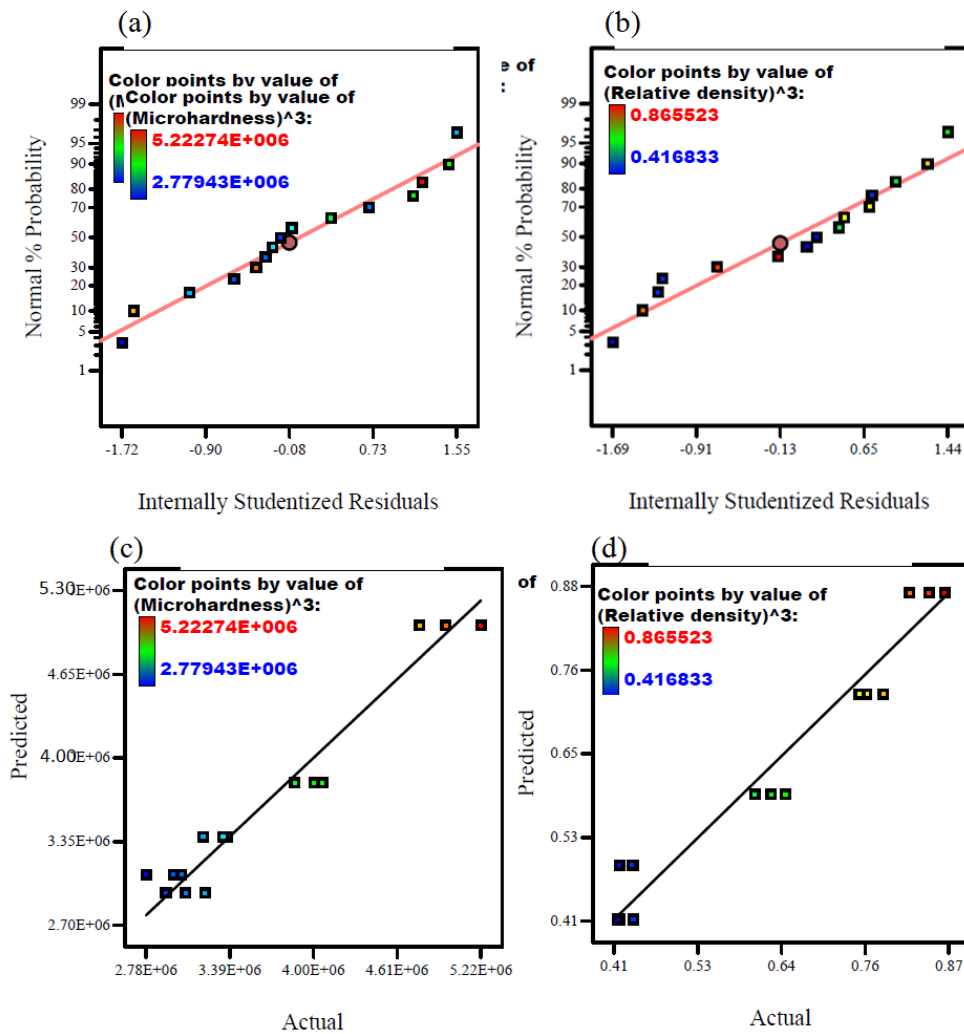 (a)
Color points by value of
(M
Color points by value of
(Microhardness)^3:
5.22274E+006
2.77943E+006
99
95
90
80
70
50
30
20
10
5
1
Normal % Probability
-1.72
-0.90
-0.08
0.73
1.55
Internally Studentized Residuals
(b)
e of
:
Color points by value of
(Relative density)^3:
0.865523
0.416833
99
95
90
80
70
50
30
20
10
5
1
Normal % Probability
-1.69
-0.91
-0.13
0.65
1.44
Internally Studentized Residuals
(c)
Color points by value of
(Microhardness)^3:
5.22274E+006
2.77943E+006
5.30E+06
4.65E+06
4.00E+06
3.35E+06
2.70E+06
Predicted
2.78E+06
3.39E+06
4.00E+06
4.61E+06
5.22E+06
Actual
(d)
of
Color points by value of
(Relative density)^3:
0.865523
0.416833
0.88
0.76
0.65
0.53
0.41
Predicted
0.41
0.53
0.64
0.76
0.87
Actual